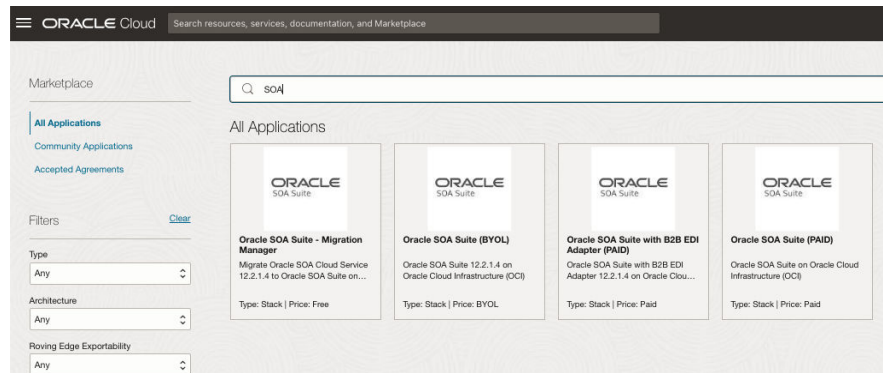 ORACLE Cloud
Search resources, services, documentation, and Marketplace
Marketplace
All Applications
Community Applications
Accepted Agreements
Filters
Clear
Type
Any
Architecture
Any
Roving Edge Exportability
Any
SOA
All Applications
ORACLE
SOA Suite
Oracle SOA Suite - Migration
Manager
Migrate Oracle SOA Cloud Service
12.2.1.4 to Oracle SOA Suite on...
Type: Stack | Price: Free
ORACLE
SOA Suite
Oracle SOA Suite (BYOL)
Oracle SOA Suite 12.2.1.4 on
Oracle Cloud Infrastructure (OCI)
Type: Stack | Price: BYOL
ORACLE
SOA Suite
Oracle SOA Suite with B2B EDI
Adapter (PAID)
Oracle SOA Suite with B2B EDI
Adapter 12.2.1.4 on Oracle Clou...
Type: Stack | Price: Paid
ORACLE
SOA Suite
Oracle SOA Suite (PAID)
Oracle SOA Suite on Oracle Cloud
Infrastructure (OCI)
Type: Stack | Price: Paid